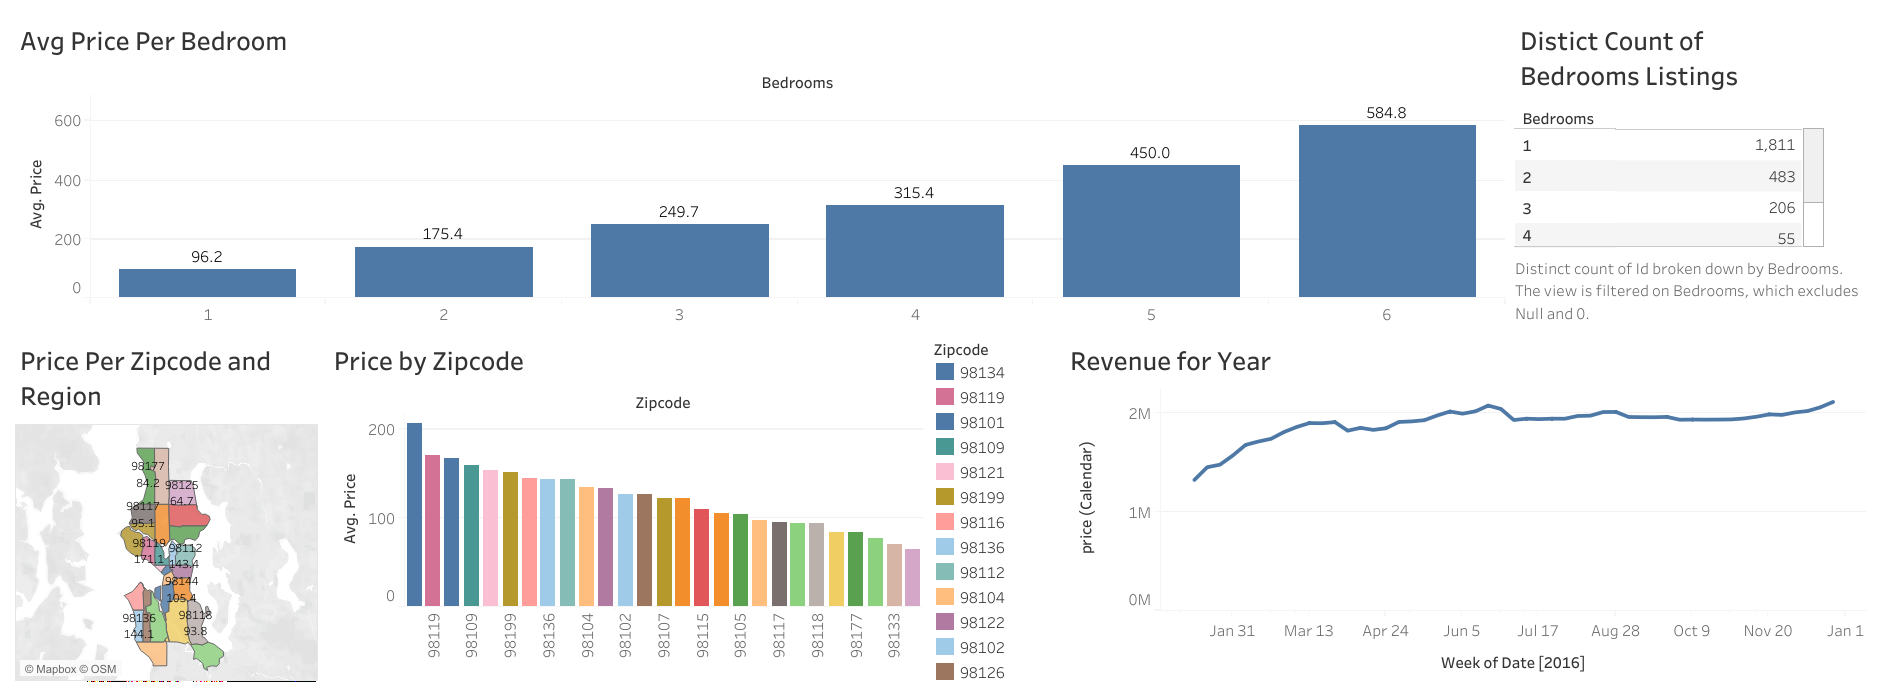 Avg Price Per Bedroom
Bedrooms
Avg. Price
600
400
200
0
96.2
175.4
249.7
315.4
450.0
584.8
1
2
3
4
5
6
Distict Count of
Bedrooms Listings
Bedrooms
1 1,811
2 483
3 206
4 55
Distinct count of Id broken down by Bedrooms.
The view is filtered on Bedrooms, which excludes
Null and 0.
Price Per Zipcode and
Region
98177
84.2
98125
64.7
98117
95.1
98119
171.1
98112
143.4
98144
105.4
98136
144.1
98118
93.8
© Mapbox © OSM
Price by Zipcode
Zipcode
Avg. Price
200
100
0
98119
98109
98199
98136
98104
98102
98107
98115
98105
98117
98118
98177
98133
Zipcode
98134
98119
98101
98109
98121
98199
98116
98136
98112
98104
98122
98102
98126
Revenue for Year
price (Calendar)
2M
1M
0M
Jan 31
Mar 13
Apr 24
Jun 5
Jul 17
Aug 28
Oct 9
Nov 20
Jan 1
Week of Date [2016]